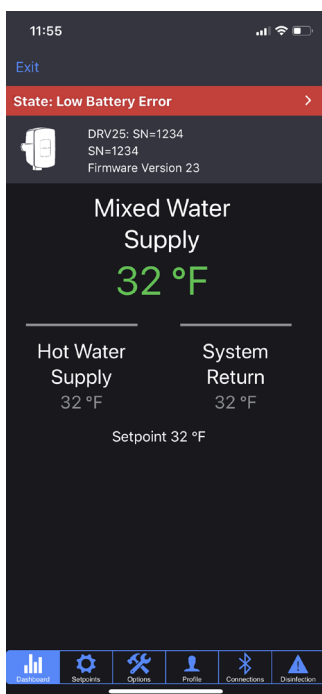 11:55
Exit
State: Low Battery Error
DRV25: SN=1234
SN=1234
Firmware Version 23
Mixed Water
Supply
32 °F
Hot Water
Supply
32 °F
System
Return
32 °F
Setpoint 32 °F
Dashboard
Setpoints
Options
Profile
Connections
Disinfection